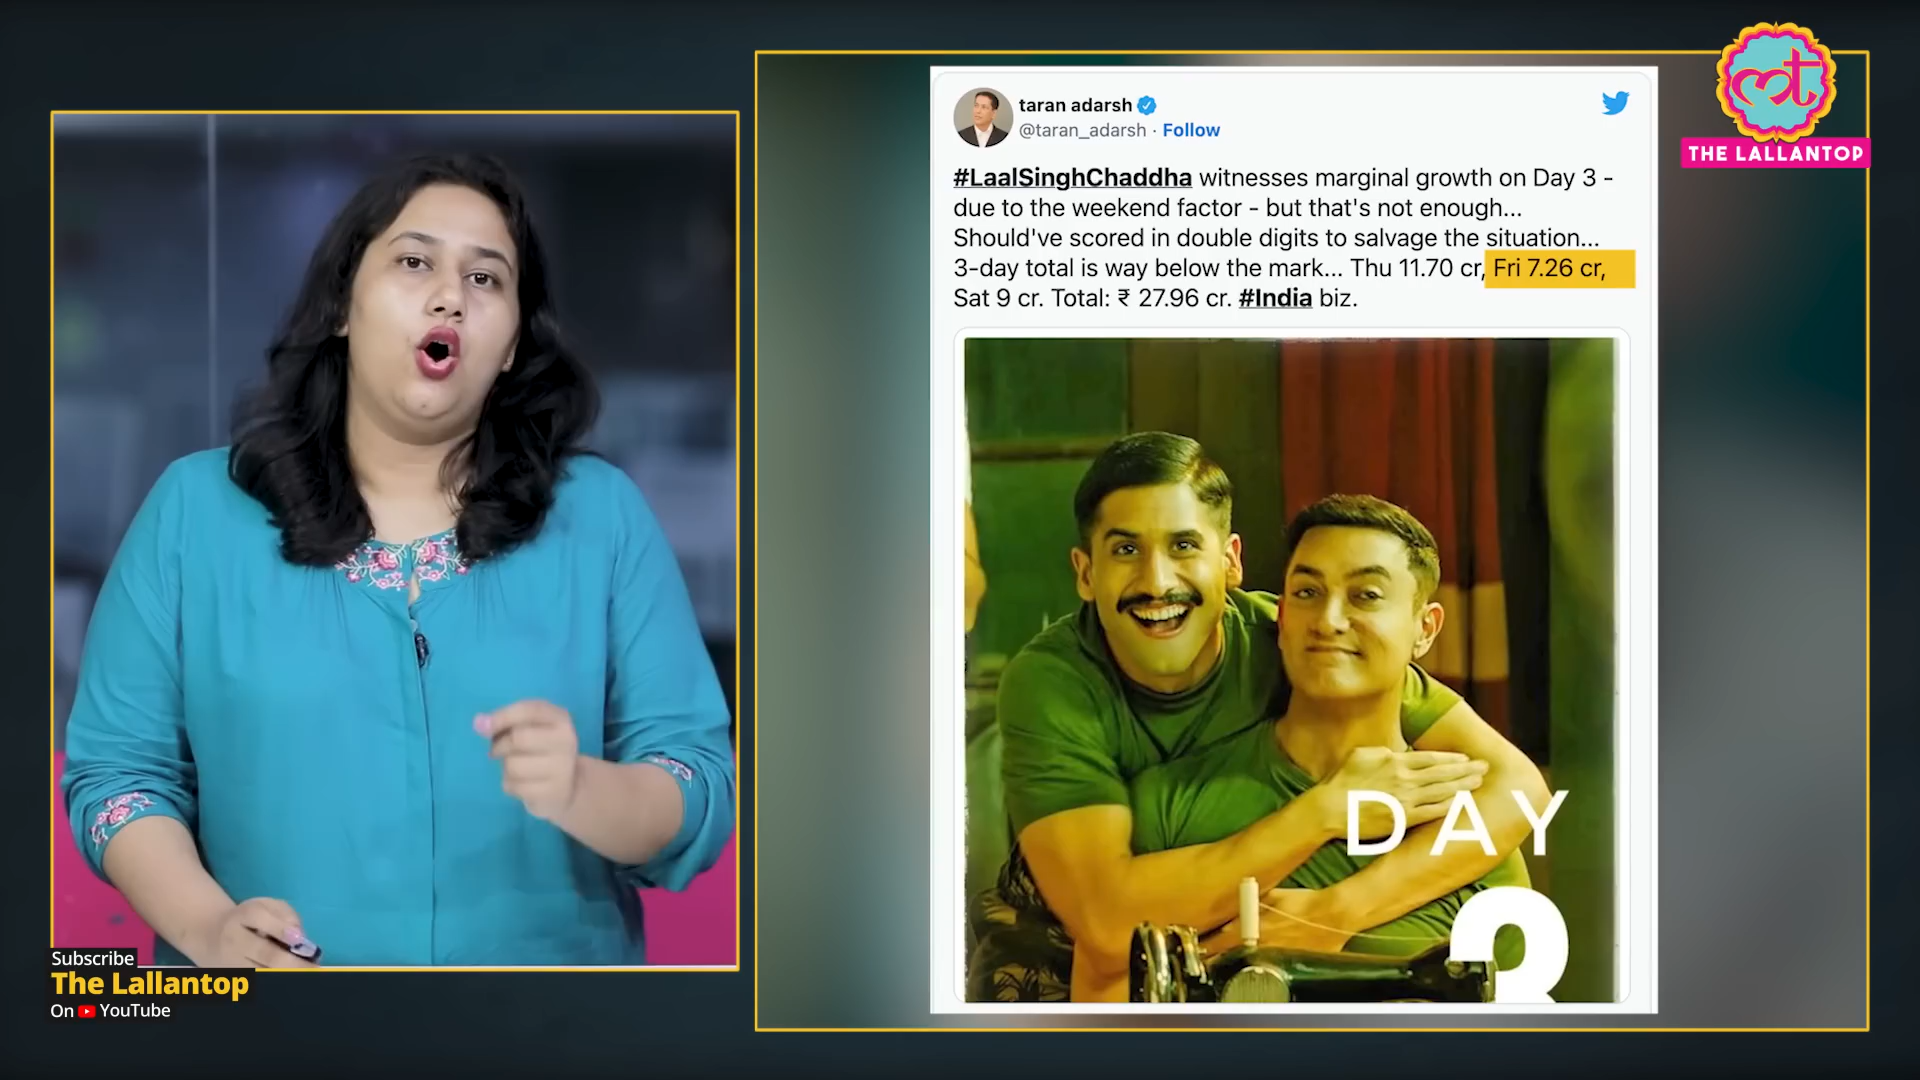 taran adarsh
@taran_adarsh · Follow
#LaalSinghChaddha witnesses marginal growth on Day 3 -
due to the weekend factor - but that's not enough...
Should've scored in double digits to salvage the situation...
3-day total is way below the mark... Thu 11.70 cr, Fri 7.26 cr,
Sat 9 cr. Total: ₹ 27.96 cr. #India biz.
DAY
3
THE LALLANTOP
Subscribe
The Lallantop
On YouTube